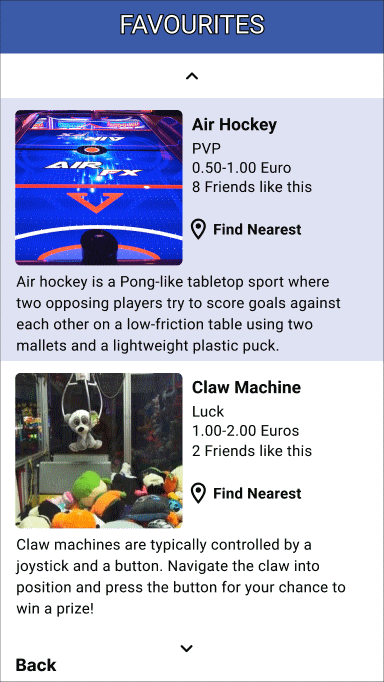 FAVOURITES
Air Hockey
PVP
0.50-1.00 Euro
8 Friends like this
Find Nearest
AIR FX
AIR
FX
Air hockey is a Pong-like tabletop sport where
two opposing players try to score goals against
each other on a low-friction table using two
mallets and a lightweight plastic puck.
Claw Machine
Luck
1.00-2.00 Euros
2 Friends like this
Find Nearest
Claw machines are typically controlled by a
joystick and a button. Navigate the claw into
position and press the button for your chance to
win a prize!
Back